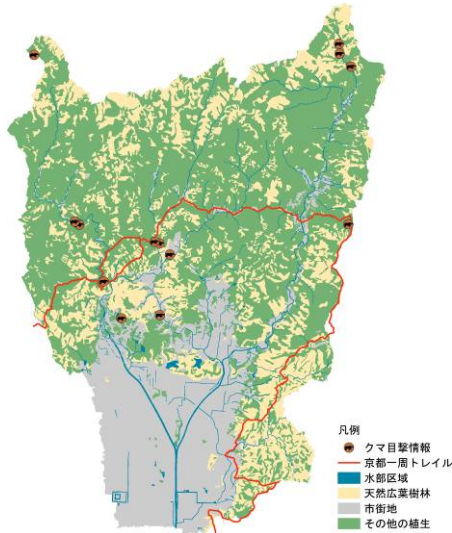 凡例
クマ目撃情報
京都一周トレイル
水部区域
天然広葉樹林
市街地
その他の植生